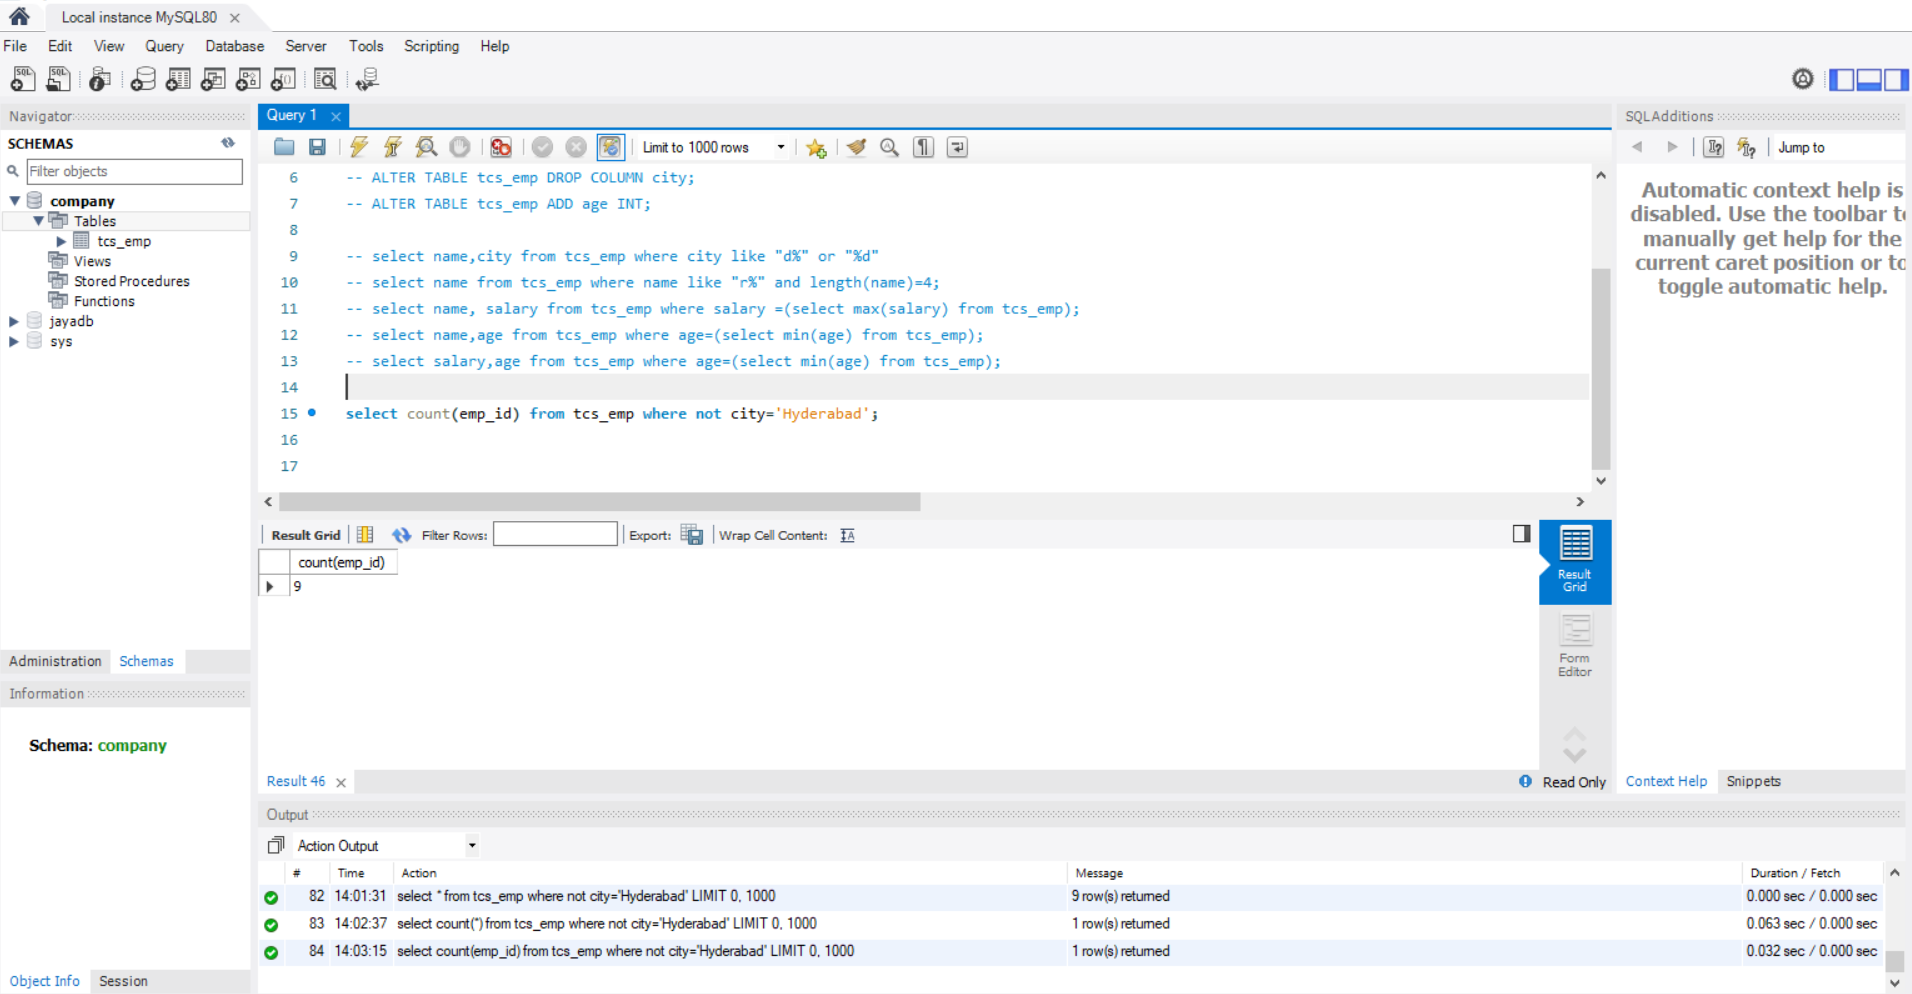 Local instance MySQL80
File Edit View Query Database Server Tools Scripting Help
Navigator
SCHEMAS
Filter objects
company
Tables
tcs_emp
Views
Stored Procedures
Functions
jayadb
sys
Administration Schemas
Information
Schema: company
Object Info Session
Query 1
Limit to 1000 rows
6 -- ALTER TABLE tcs_emp DROP COLUMN city;
7 -- ALTER TABLE tcs_emp ADD age INT;
8
9 -- select name,city from tcs_emp where city like "d%" or "%d"
10 -- select name from tcs_emp where name like "r%" and length(name)=4;
11 -- select name, salary from tcs_emp where salary =(select max(salary) from tcs_emp);
12 -- select name,age from tcs_emp where age=(select min(age) from tcs_emp);
13 -- select salary,age from tcs_emp where age=(select min(age) from tcs_emp);
14
15 select count(emp_id) from tcs_emp where not city='Hyderabad';
16
17
Result Grid Filter Rows: Export: Wrap Cell Content:
count(emp_id)
9
Result
Grid
Form
Editor
Result 46 Read Only
SQLAdditions
Jump to
Automatic context help is
disabled. Use the toolbar to
manually get help for the
current caret position or to
toggle automatic help.
Context Help Snippets
Output
Action Output
# Time Action Message Duration / Fetch
82 14:01:31 select * from tcs_emp where not city='Hyderabad' LIMIT 0, 1000 9 row(s) returned 0.000 sec / 0.000 sec
83 14:02:37 select count(*) from tcs_emp where not city='Hyderabad' LIMIT 0, 1000 1 row(s) returned 0.063 sec / 0.000 sec
84 14:03:15 select count(emp_id) from tcs_emp where not city='Hyderabad' LIMIT 0, 1000 1 row(s) returned 0.032 sec / 0.000 sec